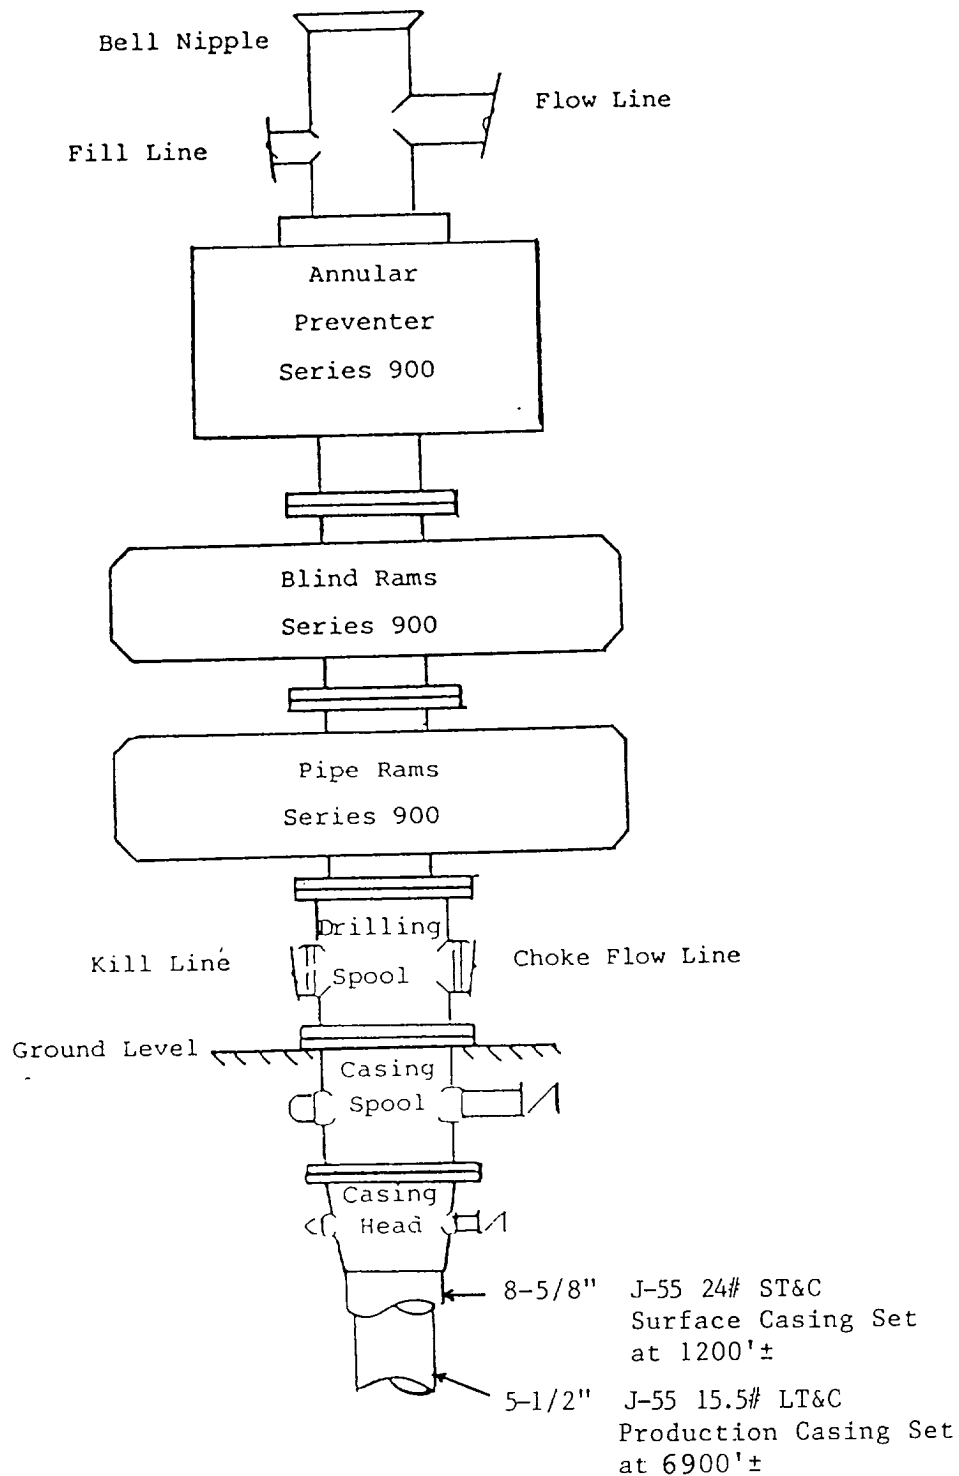 Bell Nipple
Flow Line
Fill Line
Annular
Preventer
Series 900
Blind Rams
Series 900
Pipe Rams
Series 900
Drilling
Kill Line
Spool
Choke Flow Line
Ground Level
Casing
Spool
Casing
Head
8-5/8" J-55 24# ST&C
Surface Casing Set
at 1200'±
5-1/2" J-55 15.5# LT&C
Production Casing Set
at 6900'±